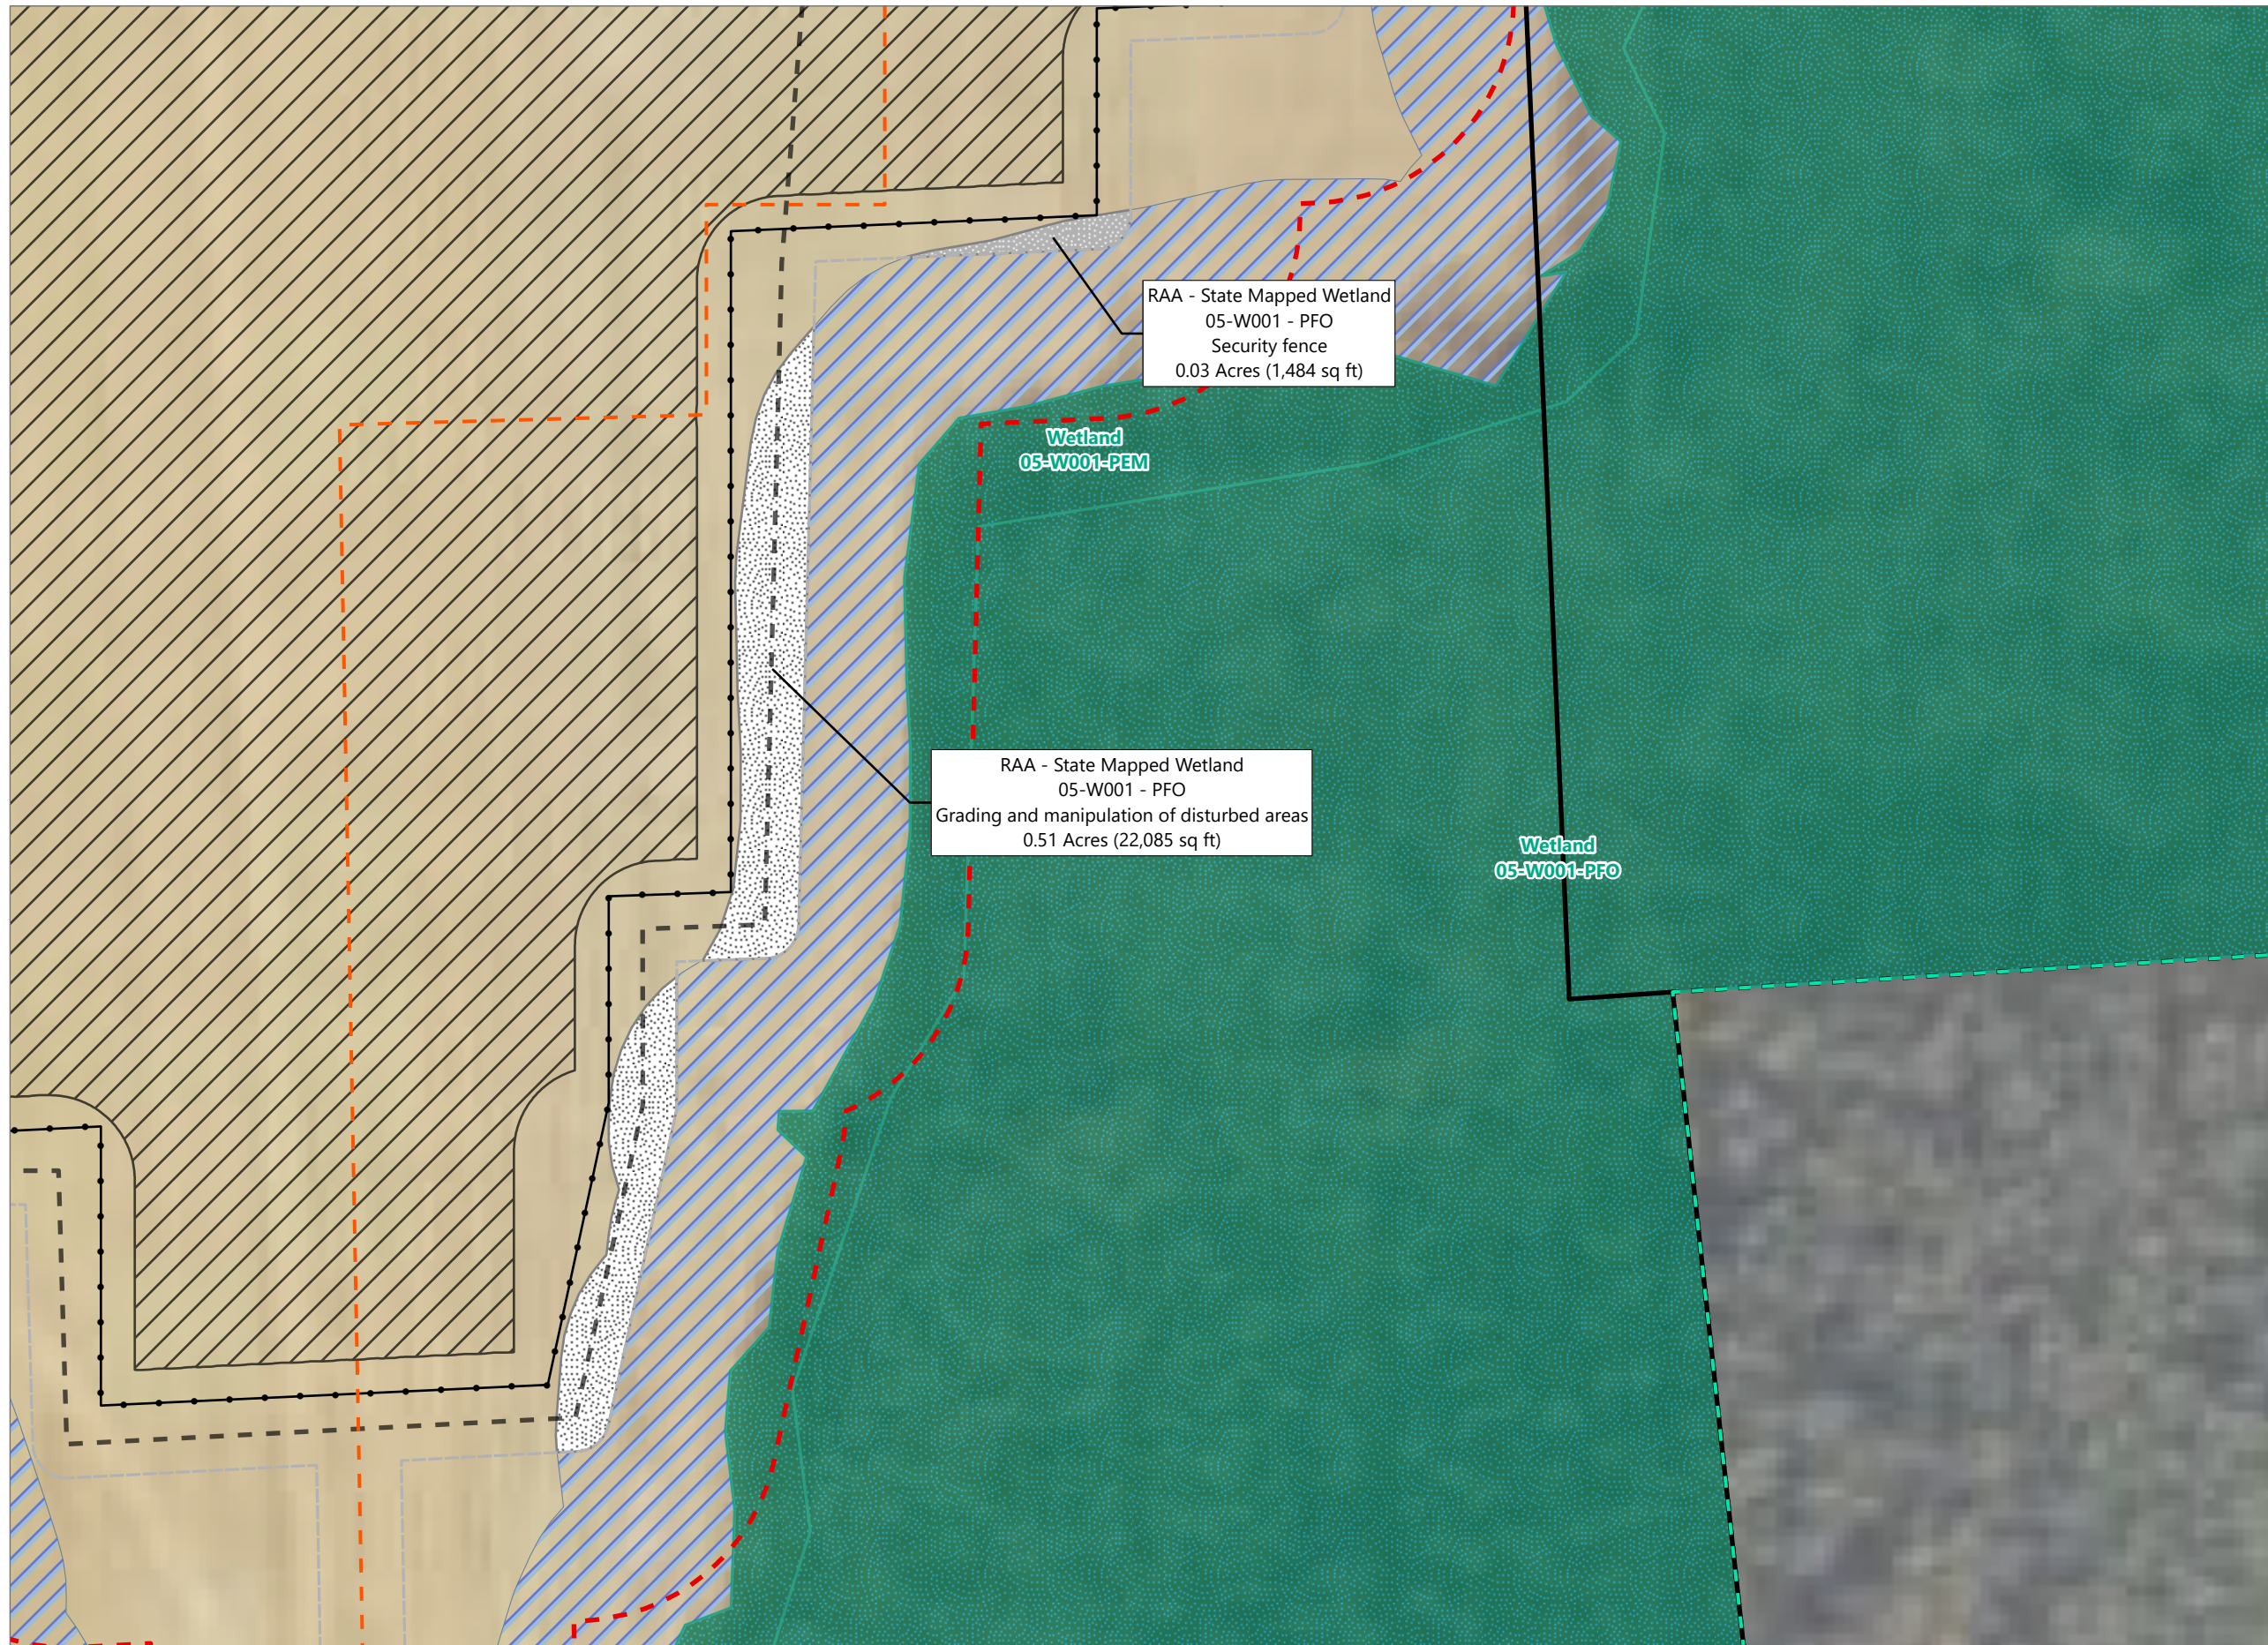 RAA - State Mapped Wetland
05-W001 - PFO
Security fence
0.03 Acres (1,484 sq ft)
Wetland
05-W001-PEM
RAA - State Mapped Wetland
05-W001 - PFO
Grading and manipulation of disturbed areas
0.51 Acres (22,085 sq ft)
Wetland
05-W001-PFO